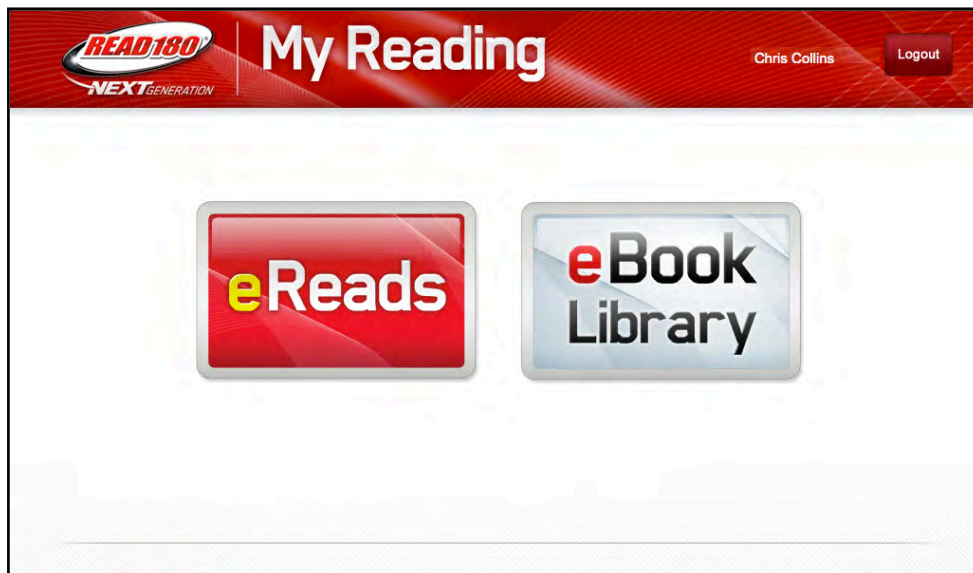 READ180®
NEXT GENERATION
My Reading
Chris Collins
Logout
eReads
eBook
Library